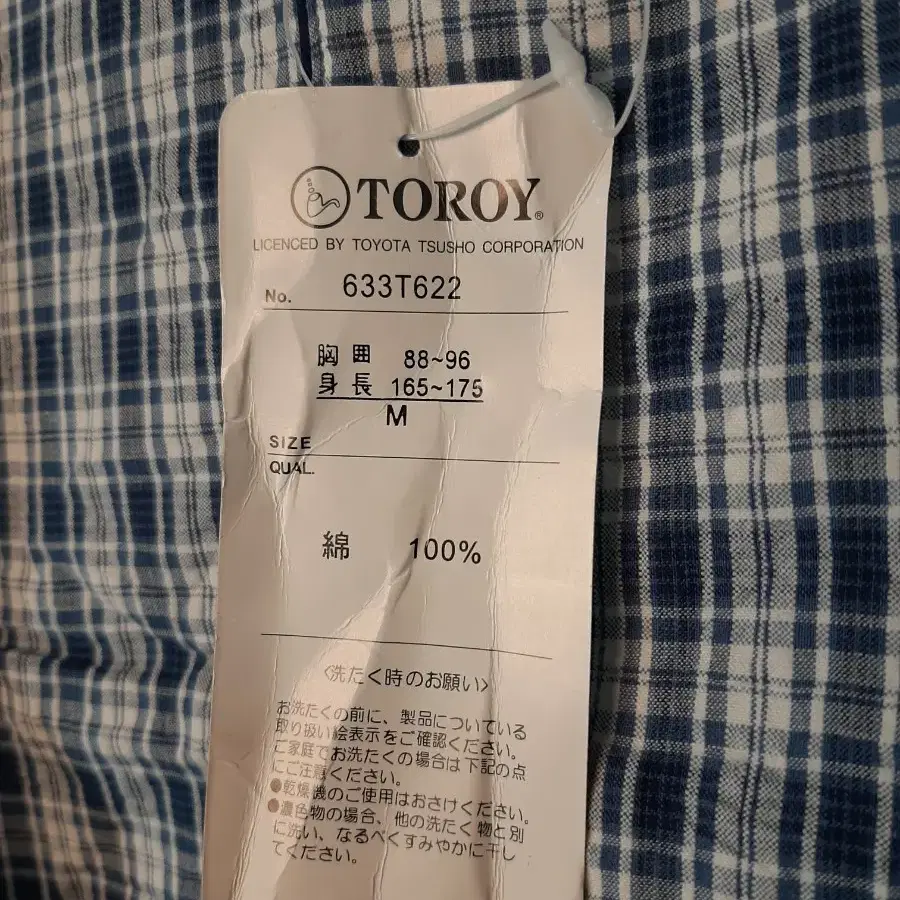 TOROY®
LICENCED BY TOYOTA TSUSHO CORPORATION
No. 633T622
胸囲 88~96
身長 165~175
M
SIZE
QUAL.
綿 100%
〈洗たく時のお願い〉
お洗たくの前に、製品についている
取り扱い絵表示をご確認ください。
ご家庭でお洗たくの場合は下記の点
にご注意ください。
●乾燥機のご使用はおさけください。
●濃色物の場合、他の洗たく物と別
に洗い、なるべくすみやかに干し
てください。